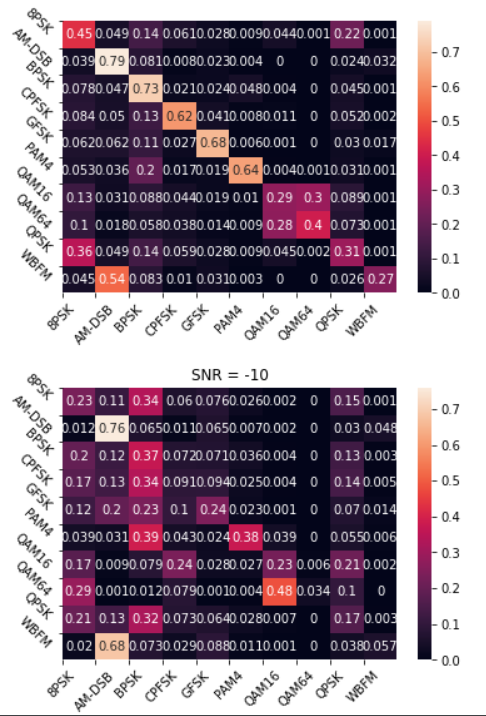 8PSK 0.45 0.049 0.14 0.061 0.028 0.009 0.044 0.001 0.22 0.001
AM-DSB 0.039 0.79 0.081 0.008 0.023 0.004 0 0 0.024 0.032
BPSK 0.078 0.047 0.73 0.021 0.024 0.048 0.004 0 0.045 0.001
CPFSK 0.084 0.05 0.13 0.62 0.041 0.008 0.011 0 0.052 0.002
GFSK 0.062 0.062 0.11 0.027 0.68 0.006 0.001 0 0.03 0.017
PAM4 0.053 0.036 0.2 0.017 0.019 0.64 0.004 0.001 0.031 0.001
QAM16 0.13 0.031 0.088 0.044 0.019 0.01 0.29 0.3 0.089 0.001
QAM64 0.1 0.018 0.058 0.038 0.014 0.009 0.28 0.4 0.073 0.001
QPSK 0.36 0.049 0.14 0.059 0.028 0.009 0.045 0.002 0.31 0.001
WBFM 0.045 0.54 0.083 0.01 0.031 0.003 0 0 0.026 0.27
8PSK AM-DSB BPSK CPFSK GFSK PAM4 QAM16 QAM64 QPSK WBFM
0.7
0.6
0.5
0.4
0.3
0.2
0.1
0.0
SNR = -10
8PSK 0.23 0.11 0.34 0.06 0.076 0.026 0.002 0 0.15 0.001
AM-DSB 0.012 0.76 0.065 0.011 0.065 0.007 0.002 0 0.03 0.048
BPSK 0.2 0.12 0.37 0.072 0.071 0.036 0.004 0 0.13 0.003
CPFSK 0.17 0.13 0.34 0.091 0.094 0.025 0.004 0 0.14 0.005
GFSK 0.12 0.2 0.23 0.1 0.24 0.023 0.001 0 0.07 0.014
PAM4 0.039 0.031 0.39 0.043 0.024 0.38 0.039 0 0.055 0.006
QAM16 0.17 0.009 0.079 0.24 0.028 0.027 0.23 0.006 0.21 0.002
QAM64 0.29 0.001 0.012 0.079 0.001 0.004 0.48 0.034 0.1 0
QPSK 0.21 0.13 0.32 0.073 0.064 0.028 0.007 0 0.17 0.003
WBFM 0.02 0.68 0.073 0.029 0.088 0.011 0.001 0 0.038 0.057
8PSK AM-DSB BPSK CPFSK GFSK PAM4 QAM16 QAM64 QPSK WBFM
0.7
0.6
0.5
0.4
0.3
0.2
0.1
0.0